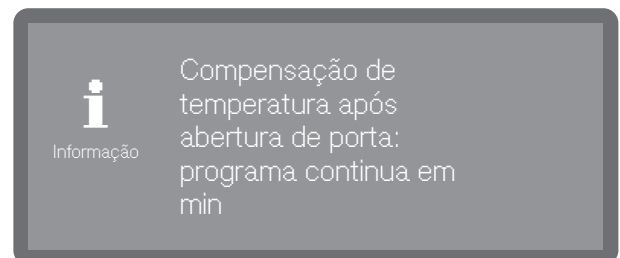 Informação
Compensação de
temperatura após
abertura de porta:
programa continua em
min